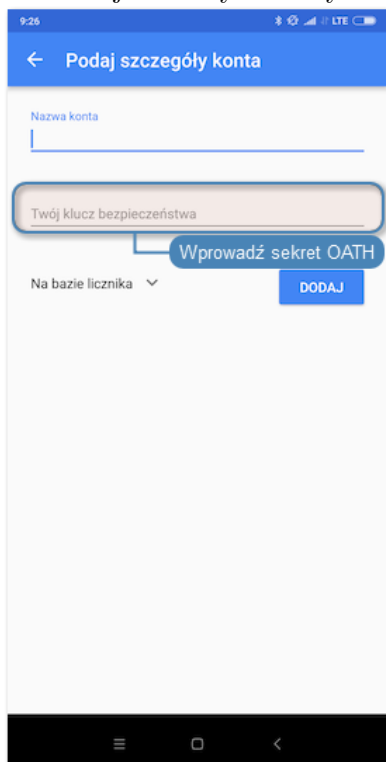 9:26
LTE
Podaj szczegóły konta
Nazwa konta
Twój klucz bezpieczeństwa
Wprowadź sekret OATH
Na bazie licznika
DODAJ